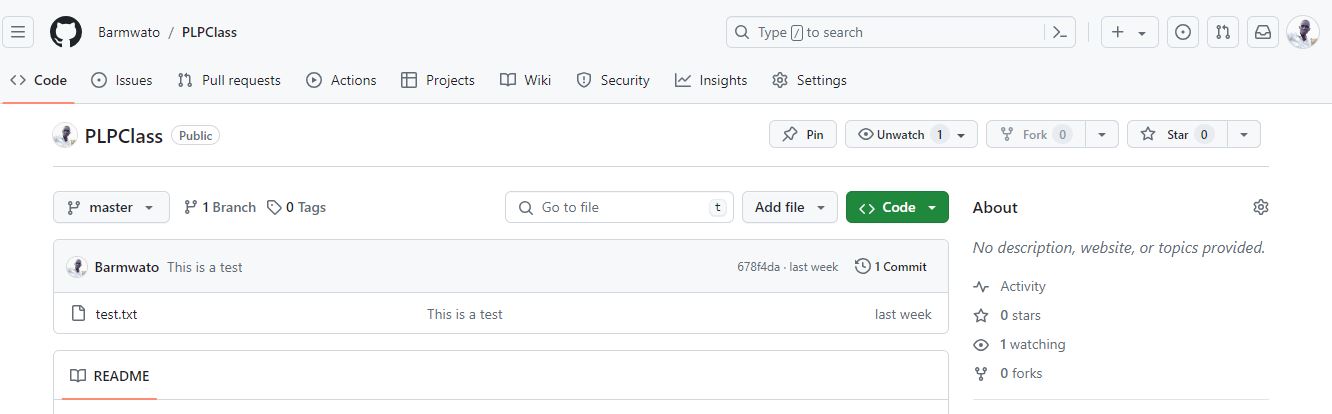 Barmwato / PLPClass
Type / to search
Code Issues Pull requests Actions Projects Wiki Security Insights Settings
PLPClass Public
Pin Unwatch 1 Fork 0 Star 0
master 1 Branch 0 Tags Go to file t Add file Code
About
No description, website, or topics provided.
Barmwato This is a test 678f4da · last week 1 Commit
Activity
test.txt This is a test last week
0 stars
1 watching
README
0 forks